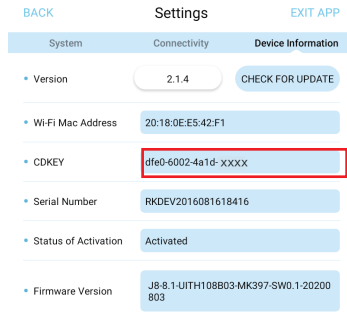 BACK Settings EXIT APP
System Connectivity Device Information
• Version 2.1.4 CHECK FOR UPDATE
• Wi-Fi Mac Address 20:18:0E:E5:42:F1
• CDKEY dfe0-6002-4a1d- xxxx
• Serial Number RKDEV2016081618416
• Status of Activation Activated
• Firmware Version J8-8.1-UITH108B03-MK397-SW0.1-20200
803